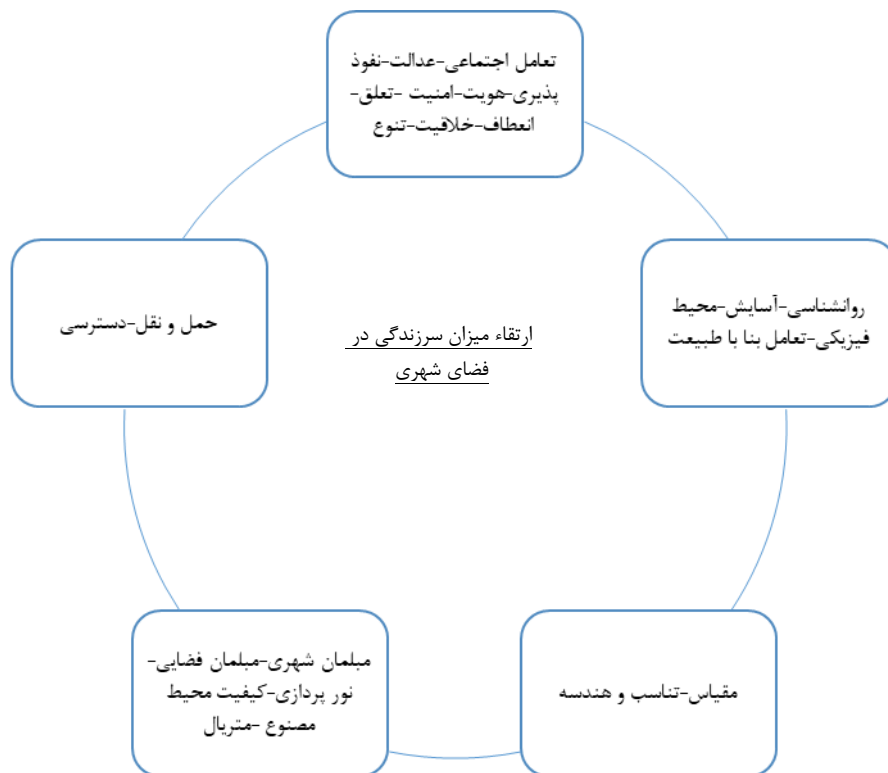 تعامل اجتماعی-عدالت-نفوذ
پذیری-هویت-امنیت -تعلق-
انعطاف-خلاقیت-تنوع
روانشناسی-آسایش-محیط
فیزیکی-تعامل بنا با طبیعت
مقیاس-تناسب و هندسه
مبلمان شهری-مبلمان فضایی-
نور پردازی-کیفیت محیط
مصنوع -متریال
حمل و نقل-دسترسی
ارتقاء میزان سرزندگی در
فضای شهری